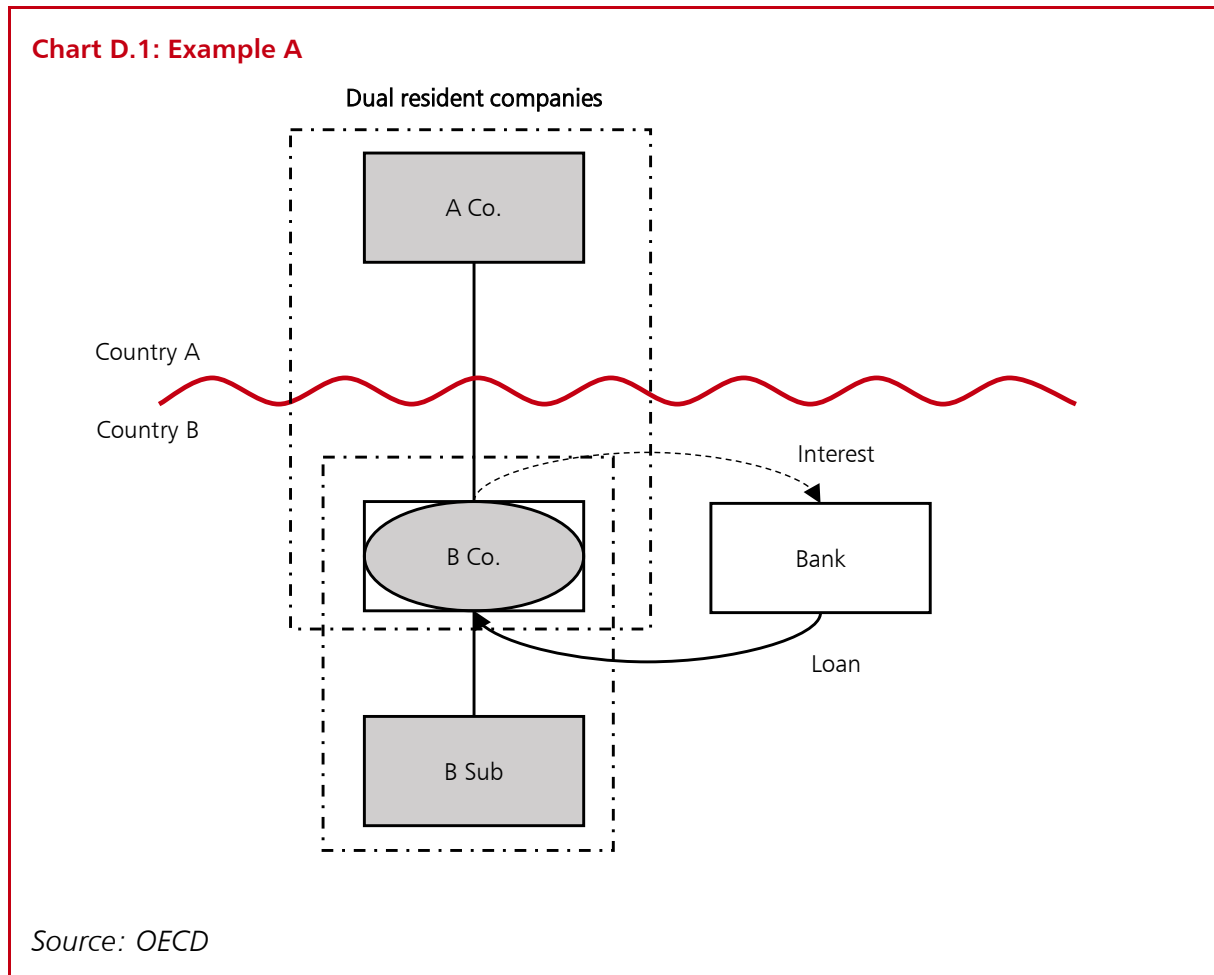 Chart D.1: Example A
Dual resident companies
A Co.
Country A
Country B
Interest
B Co.
Bank
Loan
B Sub
Source: OECD